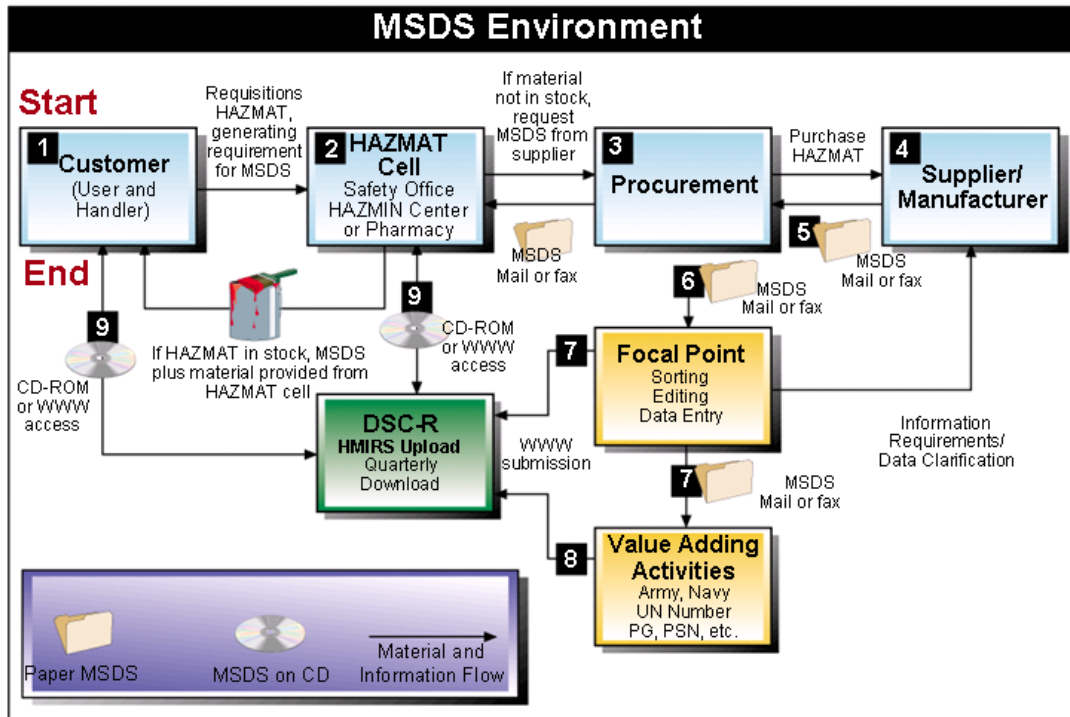 MSDS Environment
Start
1
Customer
(User and
Handler)
End
Requisitions
HAZMAT,
generating
requirement
for MSDS
2
HAZMAT
Cell
Safety Office
HAZMIN Center
or Pharmacy
If material
not in stock,
request
MSDS from
supplier
MSDS
Mail or fax
3
Procurement
Purchase
HAZMAT
4
Supplier/
Manufacturer
5
MSDS
Mail or fax
6
MSDS
Mail or fax
9
CD-ROM
or WWW
access
If HAZMAT in stock, MSDS
plus material provided from
HAZMAT cell
9
CD-ROM
or WWW
access
7
Focal Point
Sorting
Editing
Data Entry
Information
Requirements/
Data Clarification
DSC-R
HMIRS Upload
Quarterly
Download
WWW
submission
7
MSDS
Mail or fax
8
Value Adding
Activities
Army, Navy
UN Number
PG, PSN, etc.
Paper MSDS
MSDS on CD
Material and
Information Flow